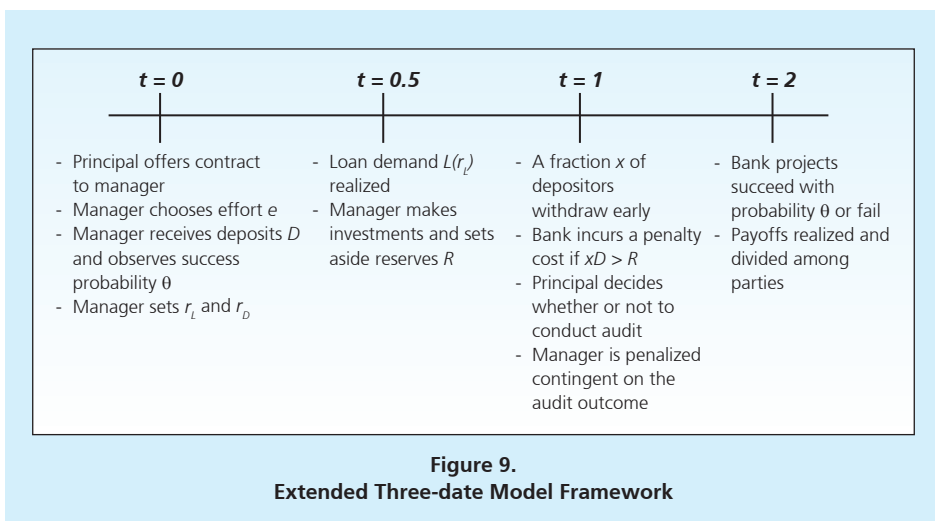 t = 0
- Principal offers contract
to manager
- Manager chooses effort e
- Manager receives deposits D
and observes success
probability θ
- Manager sets r_L and r_D
t = 0.5
- Loan demand L(r_L)
realized
- Manager makes
investments and sets
aside reserves R
t = 1
- A fraction x of
depositors
withdraw early
- Bank incurs a penalty
cost if xD > R
- Principal decides
whether or not to
conduct audit
- Manager is penalized
contingent on the
audit outcome
t = 2
- Bank projects
succeed with
probability θ or fail
- Payoffs realized and
divided among
parties
Figure 9.
Extended Three-date Model Framework